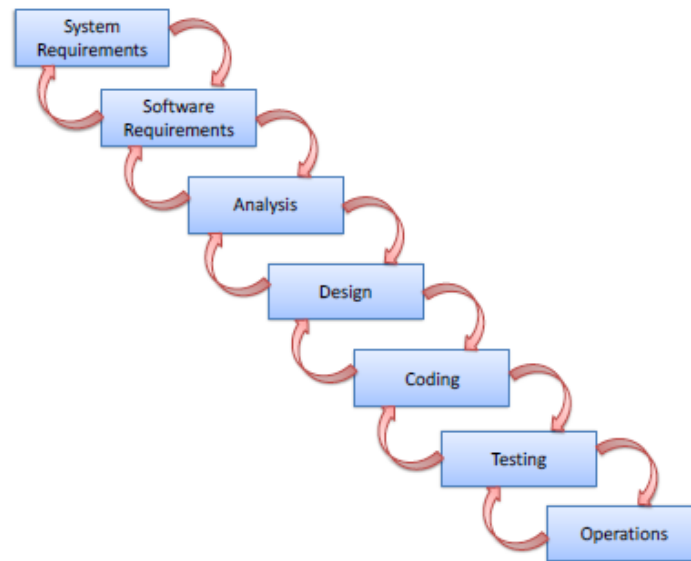 System
Requirements
Software
Requirements
Analysis
Design
Coding
Testing
Operations